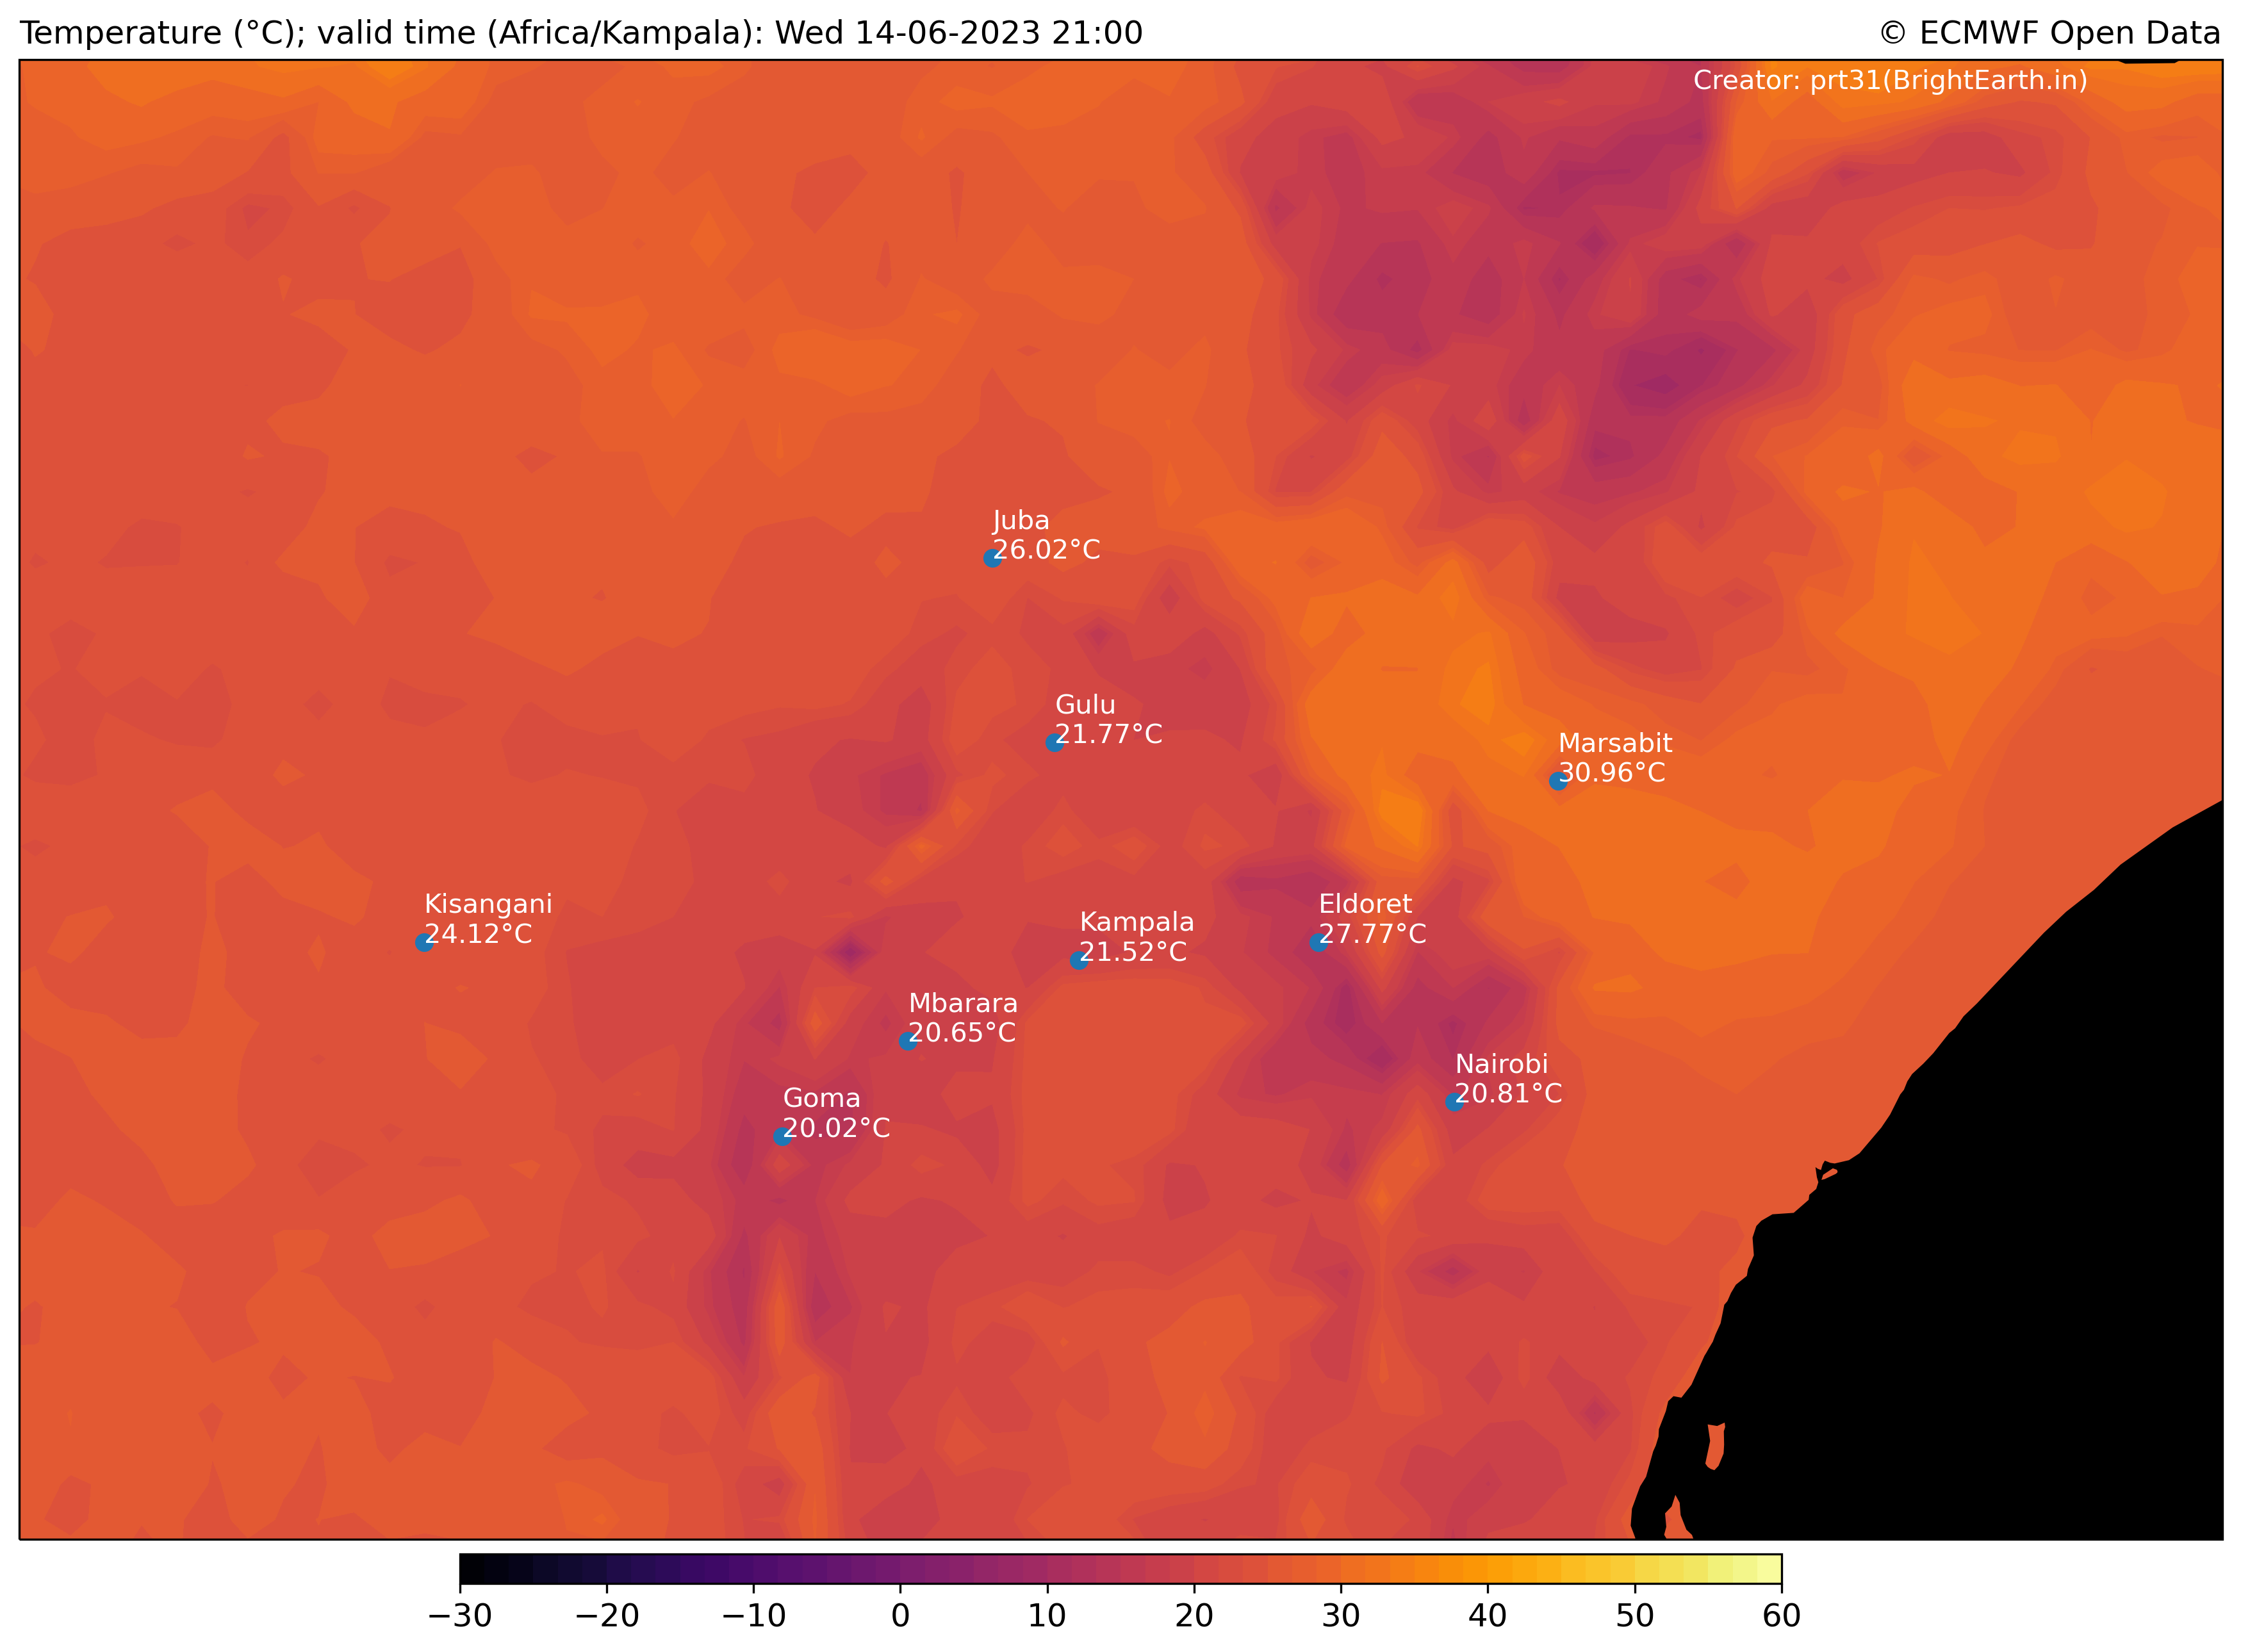 Temperature (°C); valid time (Africa/Kampala): Wed 14-06-2023 21:00
© ECMWF Open Data
Creator: prt31(BrightEarth.in)
Juba
26.02°C
Gulu
21.77°C
Marsabit
30.96°C
Kisangani
24.12°C
Kampala
21.52°C
Eldoret
27.77°C
Mbarara
20.65°C
Nairobi
20.81°C
Goma
20.02°C
−30 −20 −10 0 10 20 30 40 50 60